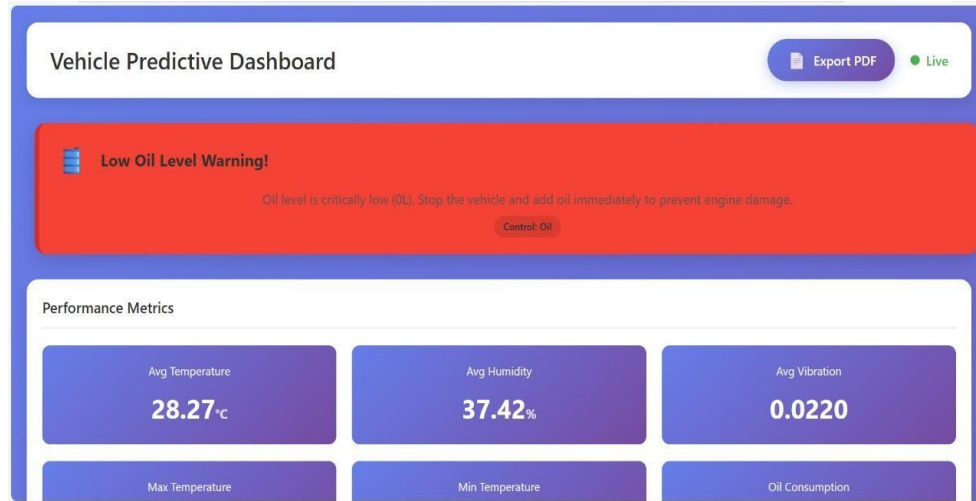 Vehicle Predictive Dashboard
Export PDF
Live
Low Oil Level Warning!
Oil level is critically low (0L). Stop the vehicle and add oil immediately to prevent engine damage.
Control: Oil
Performance Metrics
Avg Temperature
28.27°C
Avg Humidity
37.42%
Avg Vibration
0.0220
Max Temperature
Min Temperature
Oil Consumption